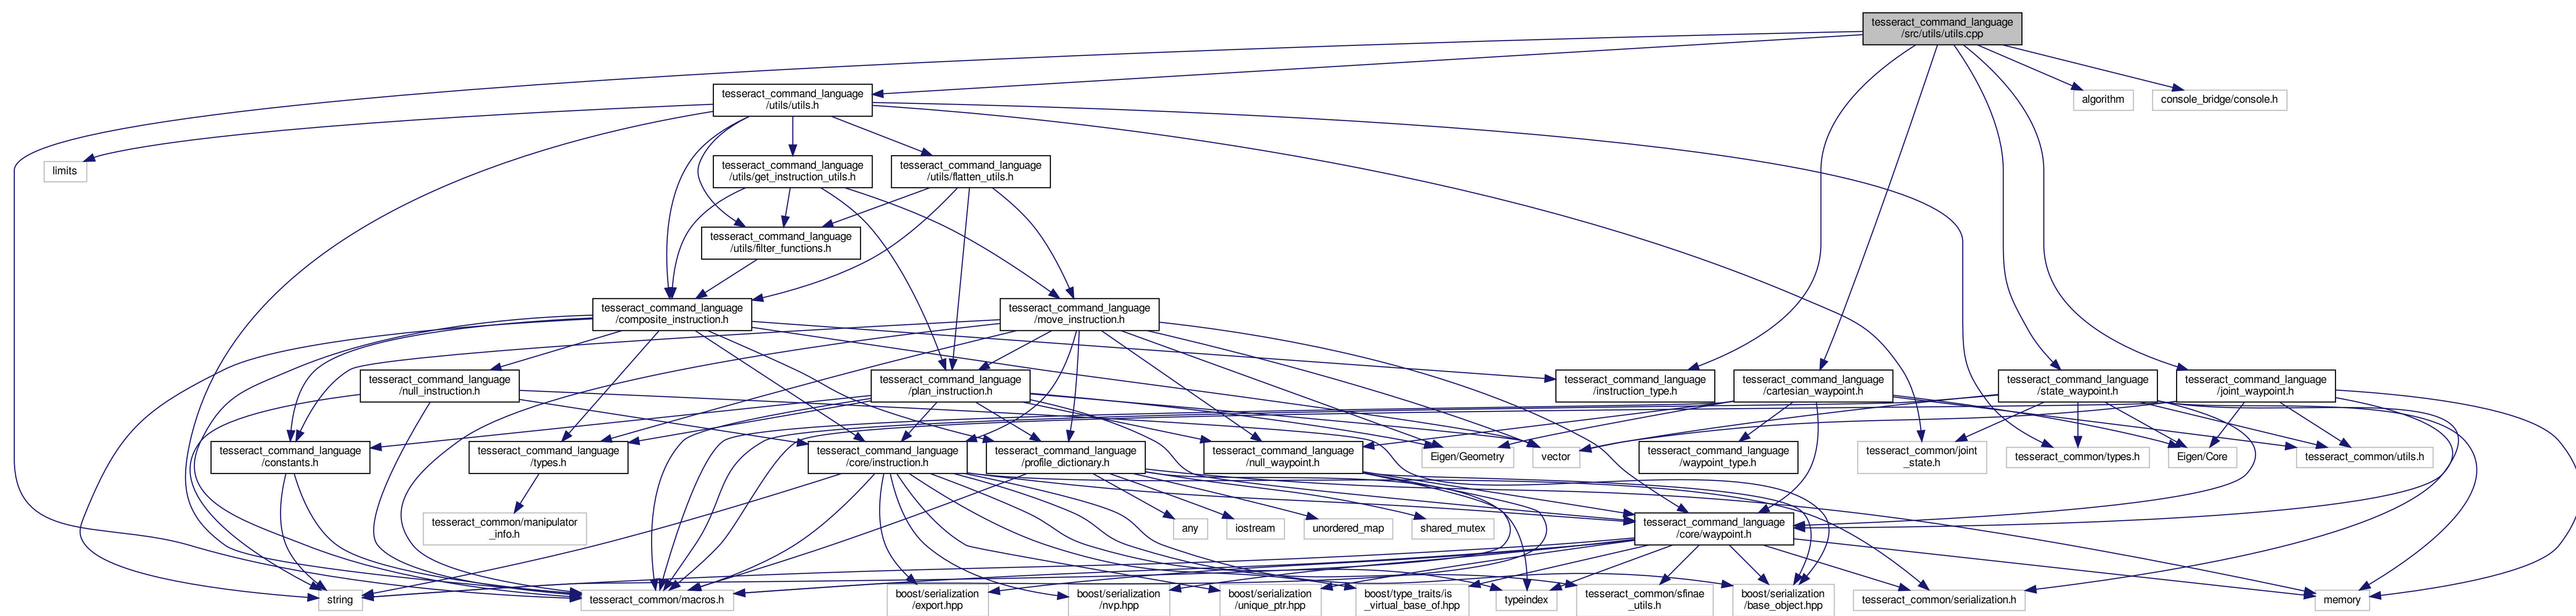 tesseract_command_language
/src/utils/utils.cpp
tesseract_command_language
/utils/utils.h
algorithm
console_bridge/console.h
limits
tesseract_command_language
/utils/get_instruction_utils.h
tesseract_command_language
/utils/flatten_utils.h
tesseract_command_language
/utils/filter_functions.h
tesseract_command_language
/composite_instruction.h
tesseract_command_language
/move_instruction.h
tesseract_command_language
/null_instruction.h
tesseract_command_language
/plan_instruction.h
tesseract_command_language
/instruction_type.h
tesseract_command_language
/cartesian_waypoint.h
tesseract_command_language
/state_waypoint.h
tesseract_command_language
/joint_waypoint.h
tesseract_command_language
/constants.h
tesseract_command_language
/types.h
tesseract_command_language
/core/instruction.h
tesseract_command_language
/profile_dictionary.h
tesseract_command_language
/null_waypoint.h
Eigen/Geometry
vector
tesseract_command_language
/waypoint_type.h
tesseract_common/joint
_state.h
tesseract_common/types.h
Eigen/Core
tesseract_common/utils.h
tesseract_common/manipulator
_info.h
any
iostream
unordered_map
shared_mutex
tesseract_command_language
/core/waypoint.h
string
tesseract_common/macros.h
boost/serialization
/export.hpp
boost/serialization
/nvp.hpp
boost/serialization
/unique_ptr.hpp
boost/type_traits/is
_virtual_base_of.hpp
typeindex
tesseract_common/sfinae
_utils.h
boost/serialization
/base_object.hpp
tesseract_common/serialization.h
memory